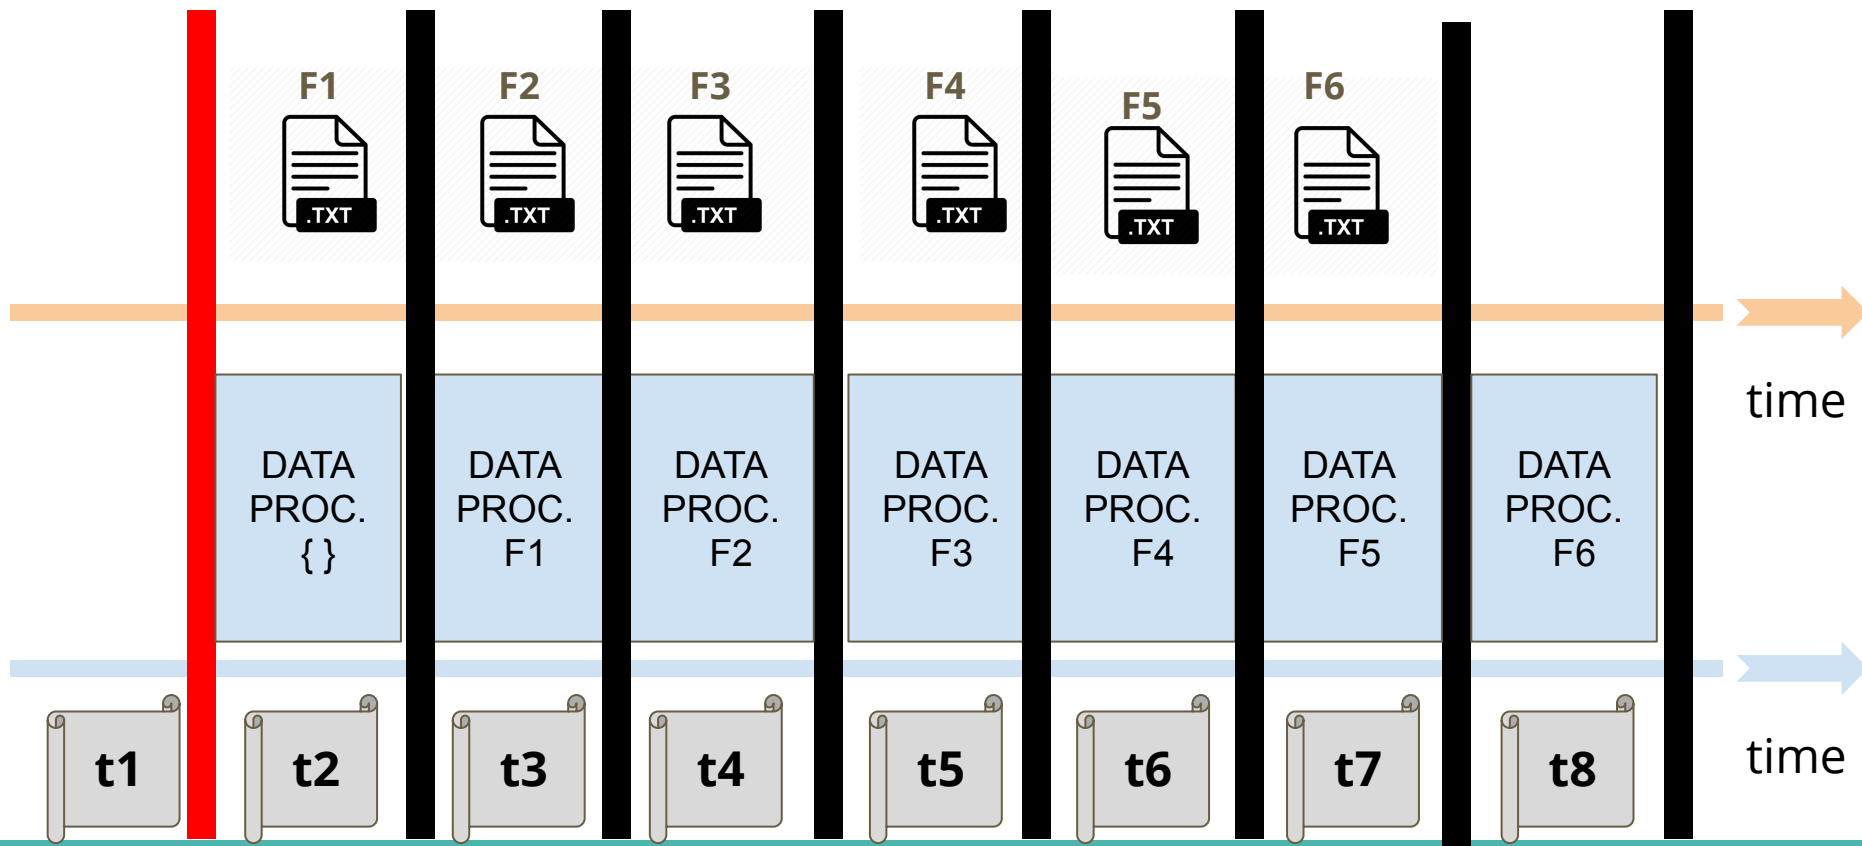 F1
F2
F3
F4
F5
F6
.TXT
.TXT
.TXT
.TXT
.TXT
.TXT
time
DATA
PROC.
{ }
DATA
PROC.
F1
DATA
PROC.
F2
DATA
PROC.
F3
DATA
PROC.
F4
DATA
PROC.
F5
DATA
PROC.
F6
t1
t2
t3
t4
t5
t6
t7
t8
time